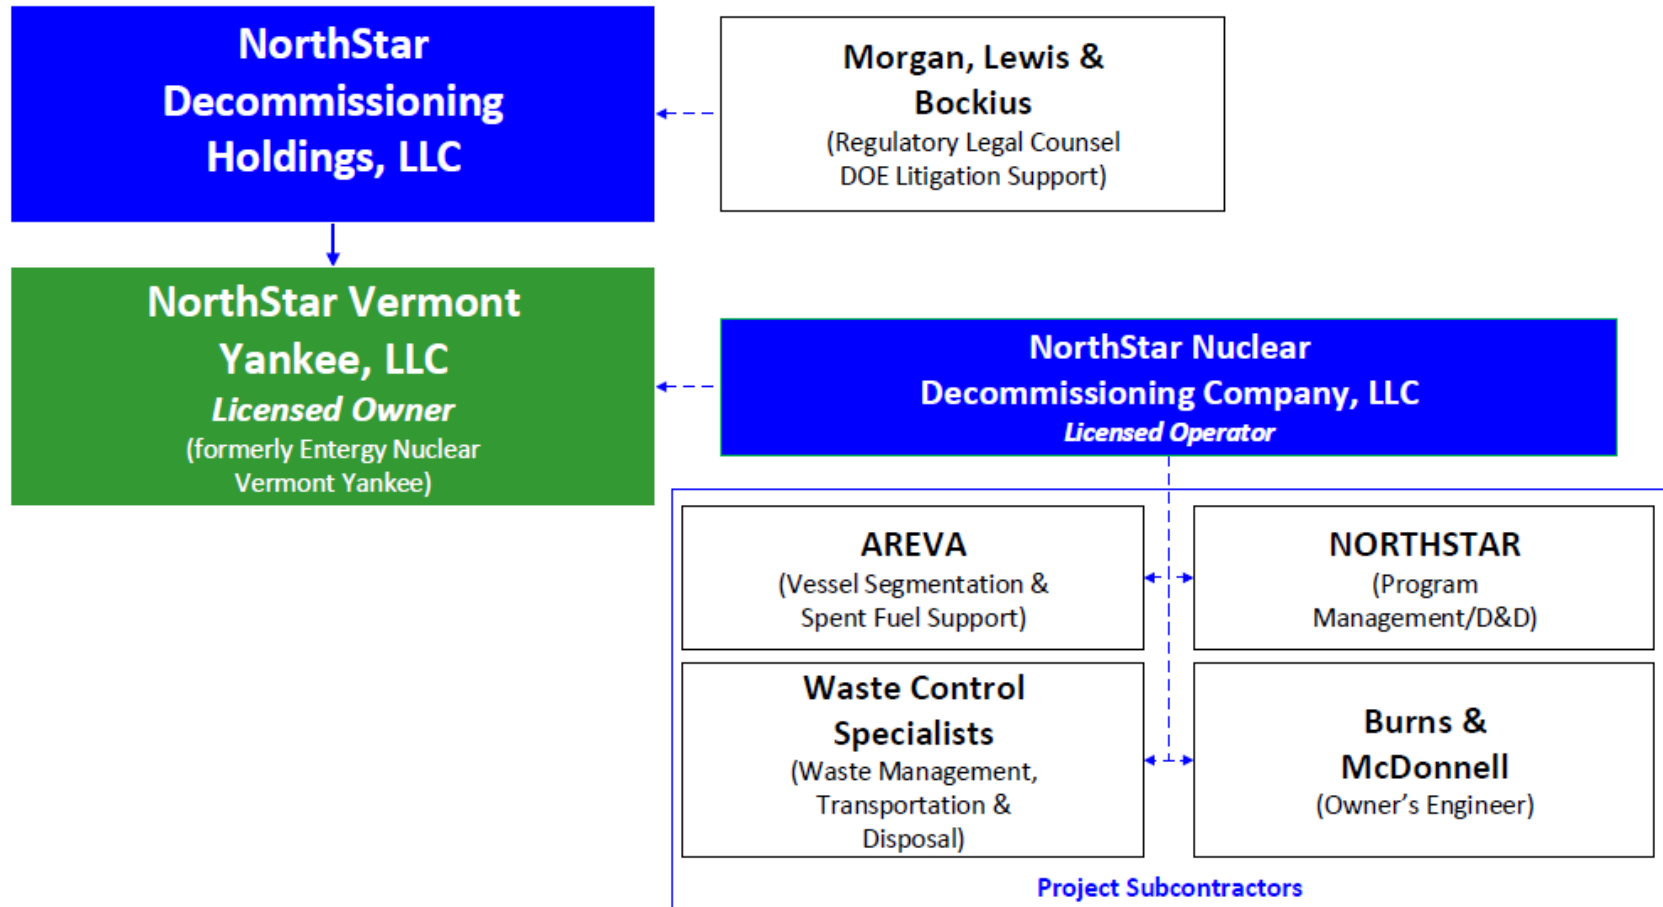 NorthStar
Decommissioning
Holdings, LLC
Morgan, Lewis &
Bockius
(Regulatory Legal Counsel
DOE Litigation Support)
NorthStar Vermont
Yankee, LLC
Licensed Owner
(formerly Entergy Nuclear
Vermont Yankee)
NorthStar Nuclear
Decommissioning Company, LLC
Licensed Operator
AREVA
(Vessel Segmentation &
Spent Fuel Support)
NORTHSTAR
(Program
Management/D&D)
Waste Control
Specialists
(Waste Management,
Transportation &
Disposal)
Burns &
McDonnell
(Owner’s Engineer)
Project Subcontractors